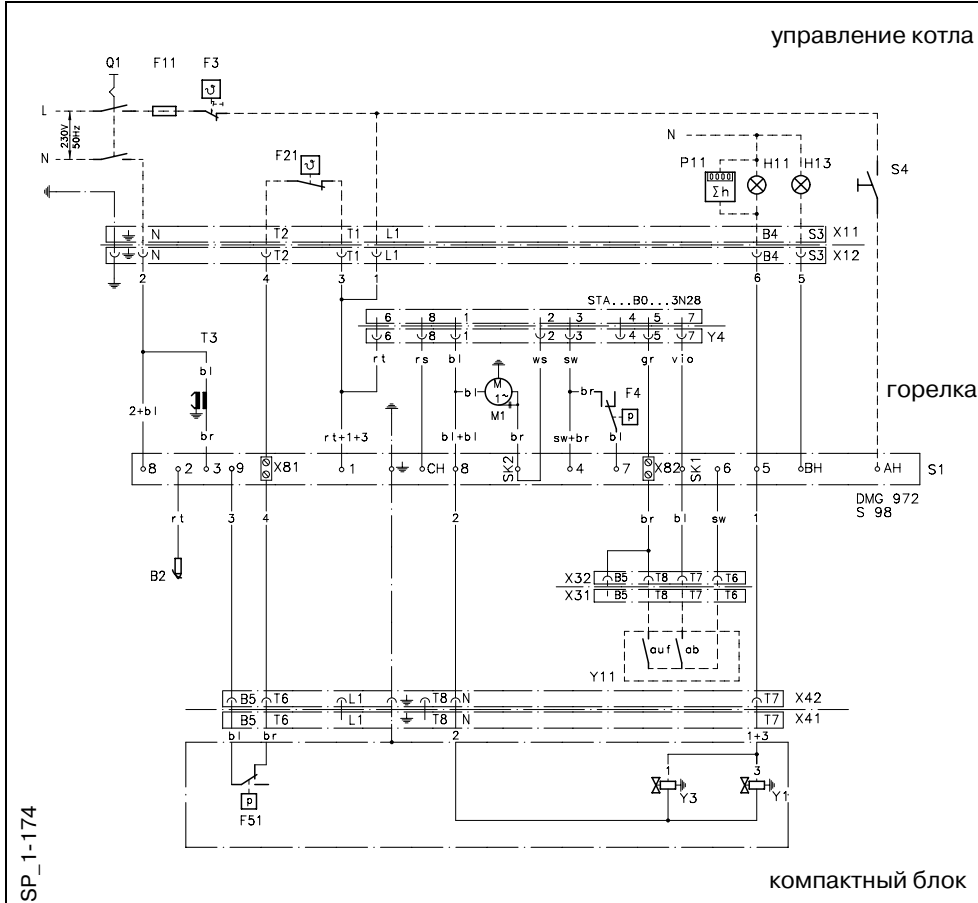 управление котла
Q1 F11 F3
L
230V
50Hz
N
F21
N
P11 H11 H13
0000
Σh
S4
N T2 T1 L1 B4 S3 X11
N T2 T1 L1 B4 S3 X12
2 4 3 1 6 5
STA...B0...3N28
6 8 1 2 3 4 5 7
6 8 1 2 3 4 5 7 Y4
T3
rt rs bl ws sw gr vio
bl
bl M 1~ br F4
M1 p
горелка
2+bl
br rt+1+3 bl+bl br sw+br bl
8 2 3 9 X81 1 CH 8 SK2 4 7 X82 SK1 6 5 BH AH S1
DMG 972
S 98
rt 3 4 2 br bl sw 1
B2
X32 B5 T8 T7 T6
X31 B5 T8 T7 T6
auf ab
Y11
B5 T6 L1 T8 N T7 X42
B5 T6 L1 T8 N T7 X41
bl br 2 1+3
1 3
Y3 Y1
p
F51
SP_1-174
компактный блок